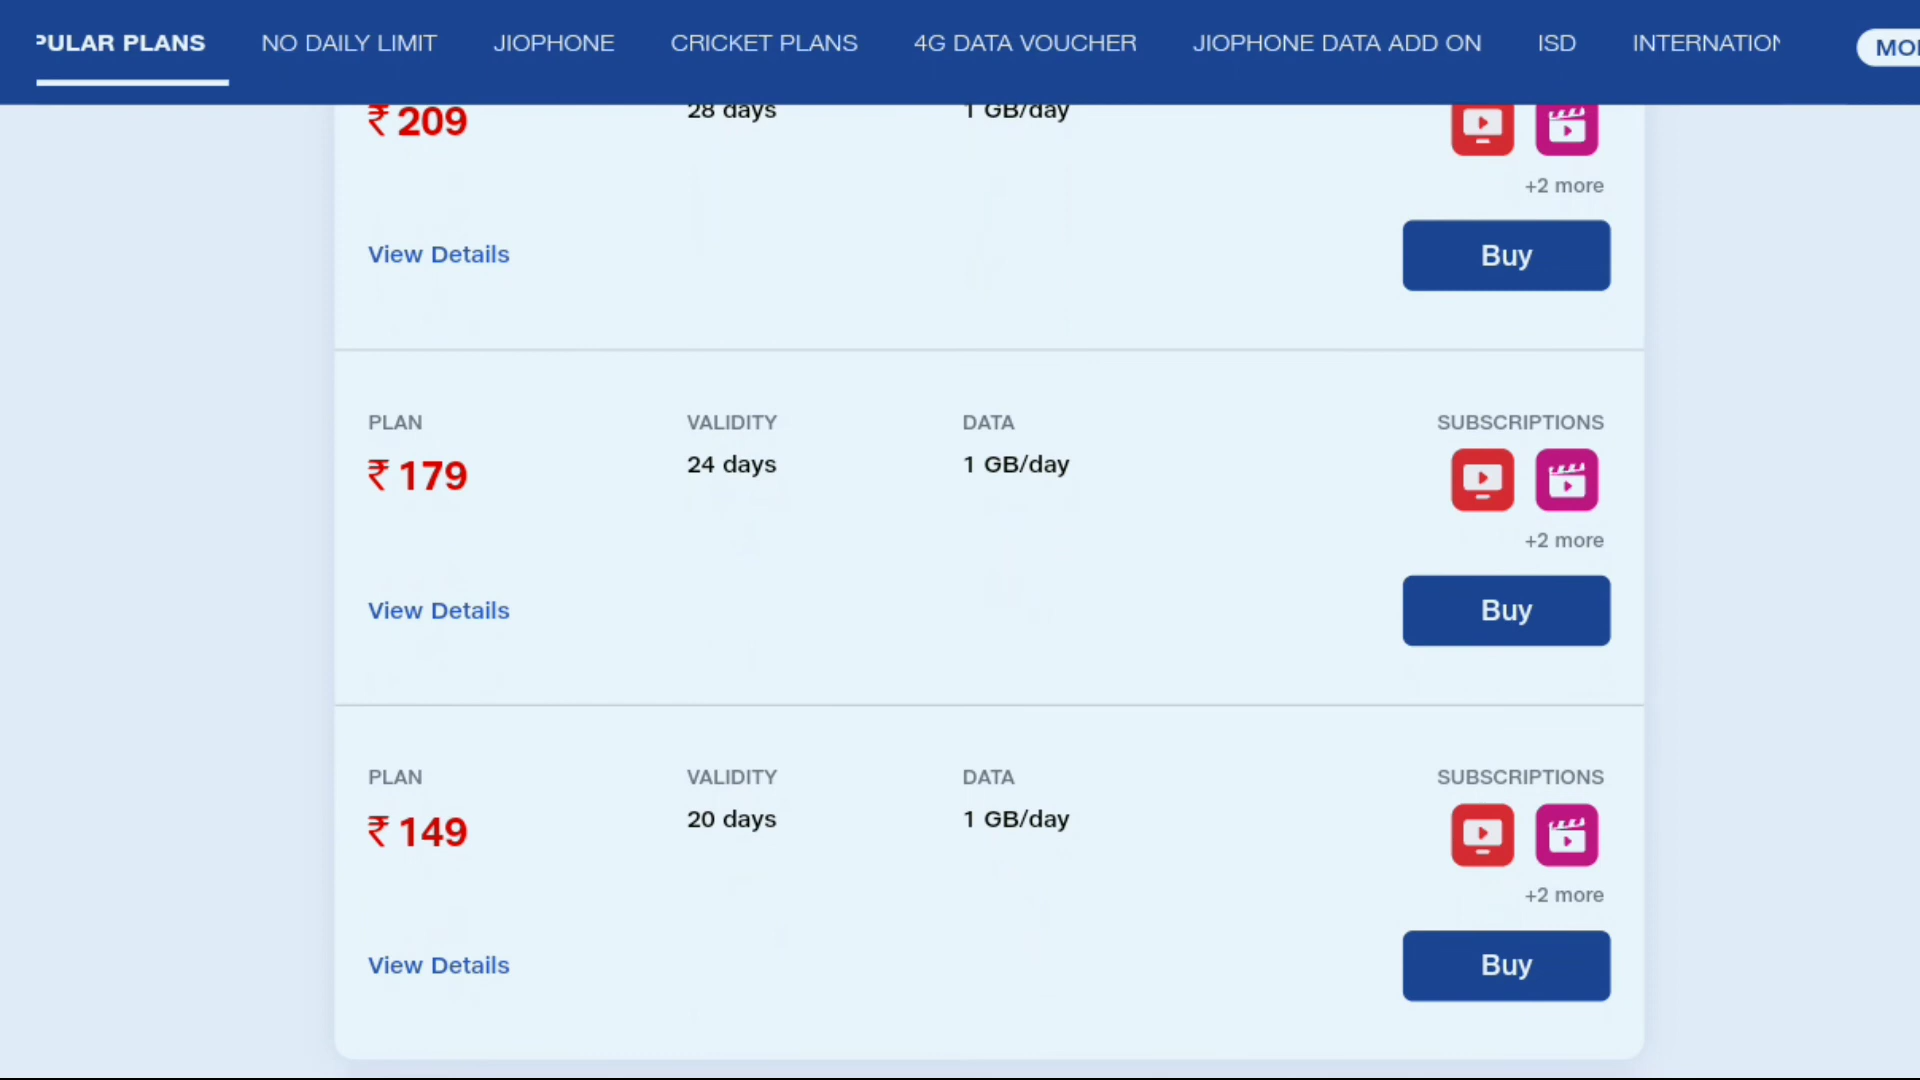 PULAR PLANS NO DAILY LIMIT JIOPHONE CRICKET PLANS 4G DATA VOUCHER JIOPHONE DATA ADD ON ISD INTERNATION MO
₹ 209 28 days 1 GB/day
+2 more
View Details Buy
PLAN VALIDITY DATA SUBSCRIPTIONS
₹ 179 24 days 1 GB/day
+2 more
View Details Buy
PLAN VALIDITY DATA SUBSCRIPTIONS
₹ 149 20 days 1 GB/day
+2 more
View Details Buy